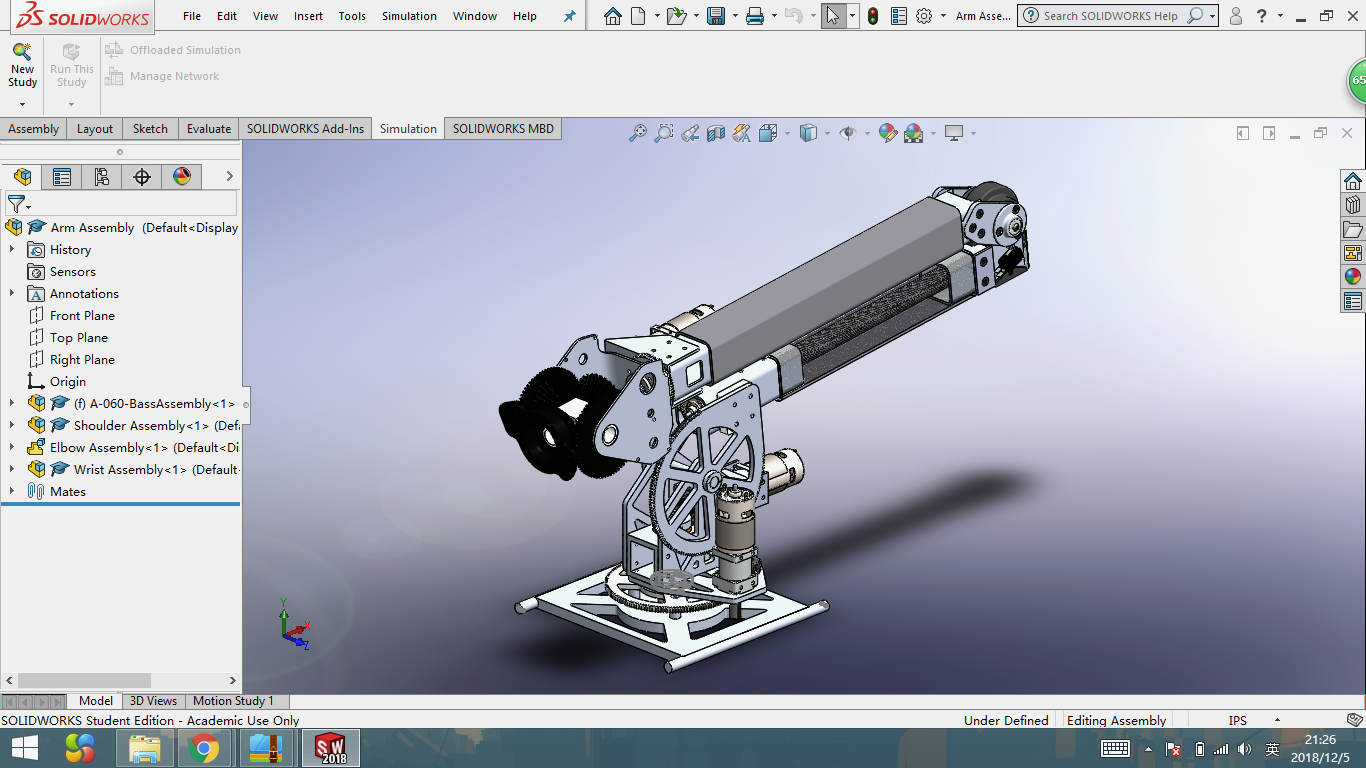 SOLIDWORKS File Edit View Insert Tools Simulation Window Help Arm Asse... Search SOLIDWORKS Help ?
New Study
Run This Study
Offloaded Simulation
Manage Network
65
Assembly Layout Sketch Evaluate SOLIDWORKS Add-Ins Simulation SOLIDWORKS MBD
Arm Assembly (Default<Display
History
Sensors
Annotations
Front Plane
Top Plane
Right Plane
Origin
(f) A-060-BassAssembly<1>
Shoulder Assembly<1> (Defa
Elbow Assembly<1> (Default<Di
Wrist Assembly<1> (Default
Mates
Y
X
Z
Model 3D Views Motion Study 1
SOLIDWORKS Student Edition - Academic Use Only Under Defined Editing Assembly IPS
SW 2018 英 21:26
2018/12/5